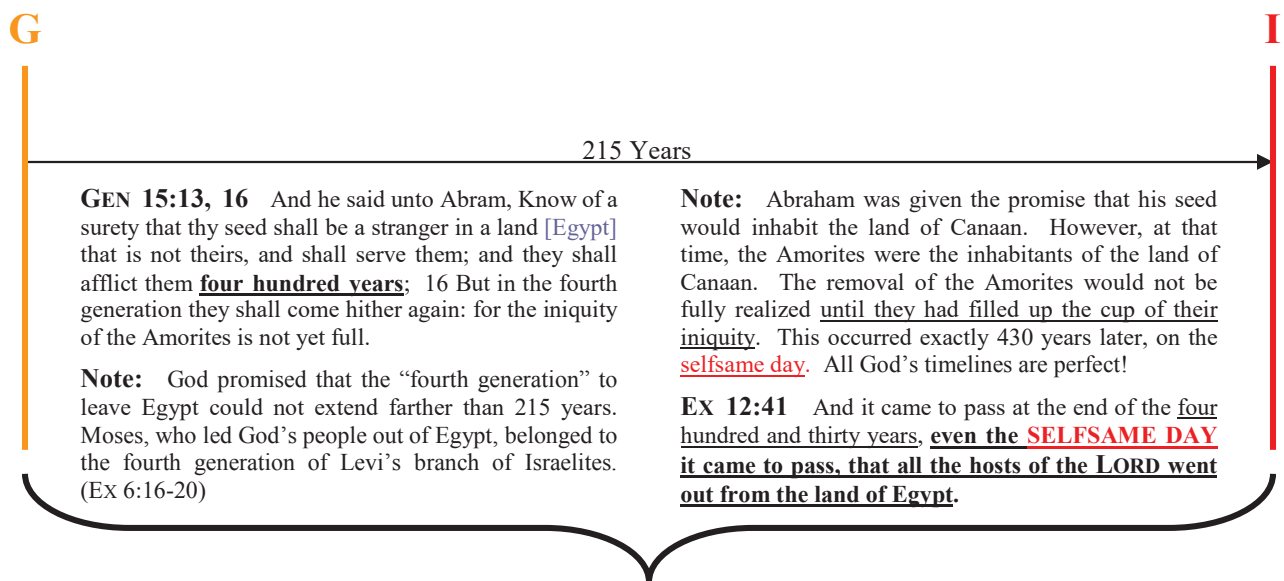 G
I
215 Years
GEN 15:13, 16 And he said unto Abram, Know of a
surety that thy seed shall be a stranger in a land [Egypt]
that is not theirs, and shall serve them; and they shall
afflict them four hundred years; 16 But in the fourth
generation they shall come hither again: for the iniquity
of the Amorites is not yet full.
Note: God promised that the “fourth generation” to
leave Egypt could not extend farther than 215 years.
Moses, who led God’s people out of Egypt, belonged to
the fourth generation of Levi’s branch of Israelites.
(EX 6:16-20)
Note: Abraham was given the promise that his seed
would inhabit the land of Canaan. However, at that
time, the Amorites were the inhabitants of the land of
Canaan. The removal of the Amorites would not be
fully realized until they had filled up the cup of their
iniquity. This occurred exactly 430 years later, on the
selfsame day. All God’s timelines are perfect!
EX 12:41 And it came to pass at the end of the four
hundred and thirty years, even the SELFSAME DAY
it came to pass, that all the hosts of the LORD went
out from the land of Egypt.